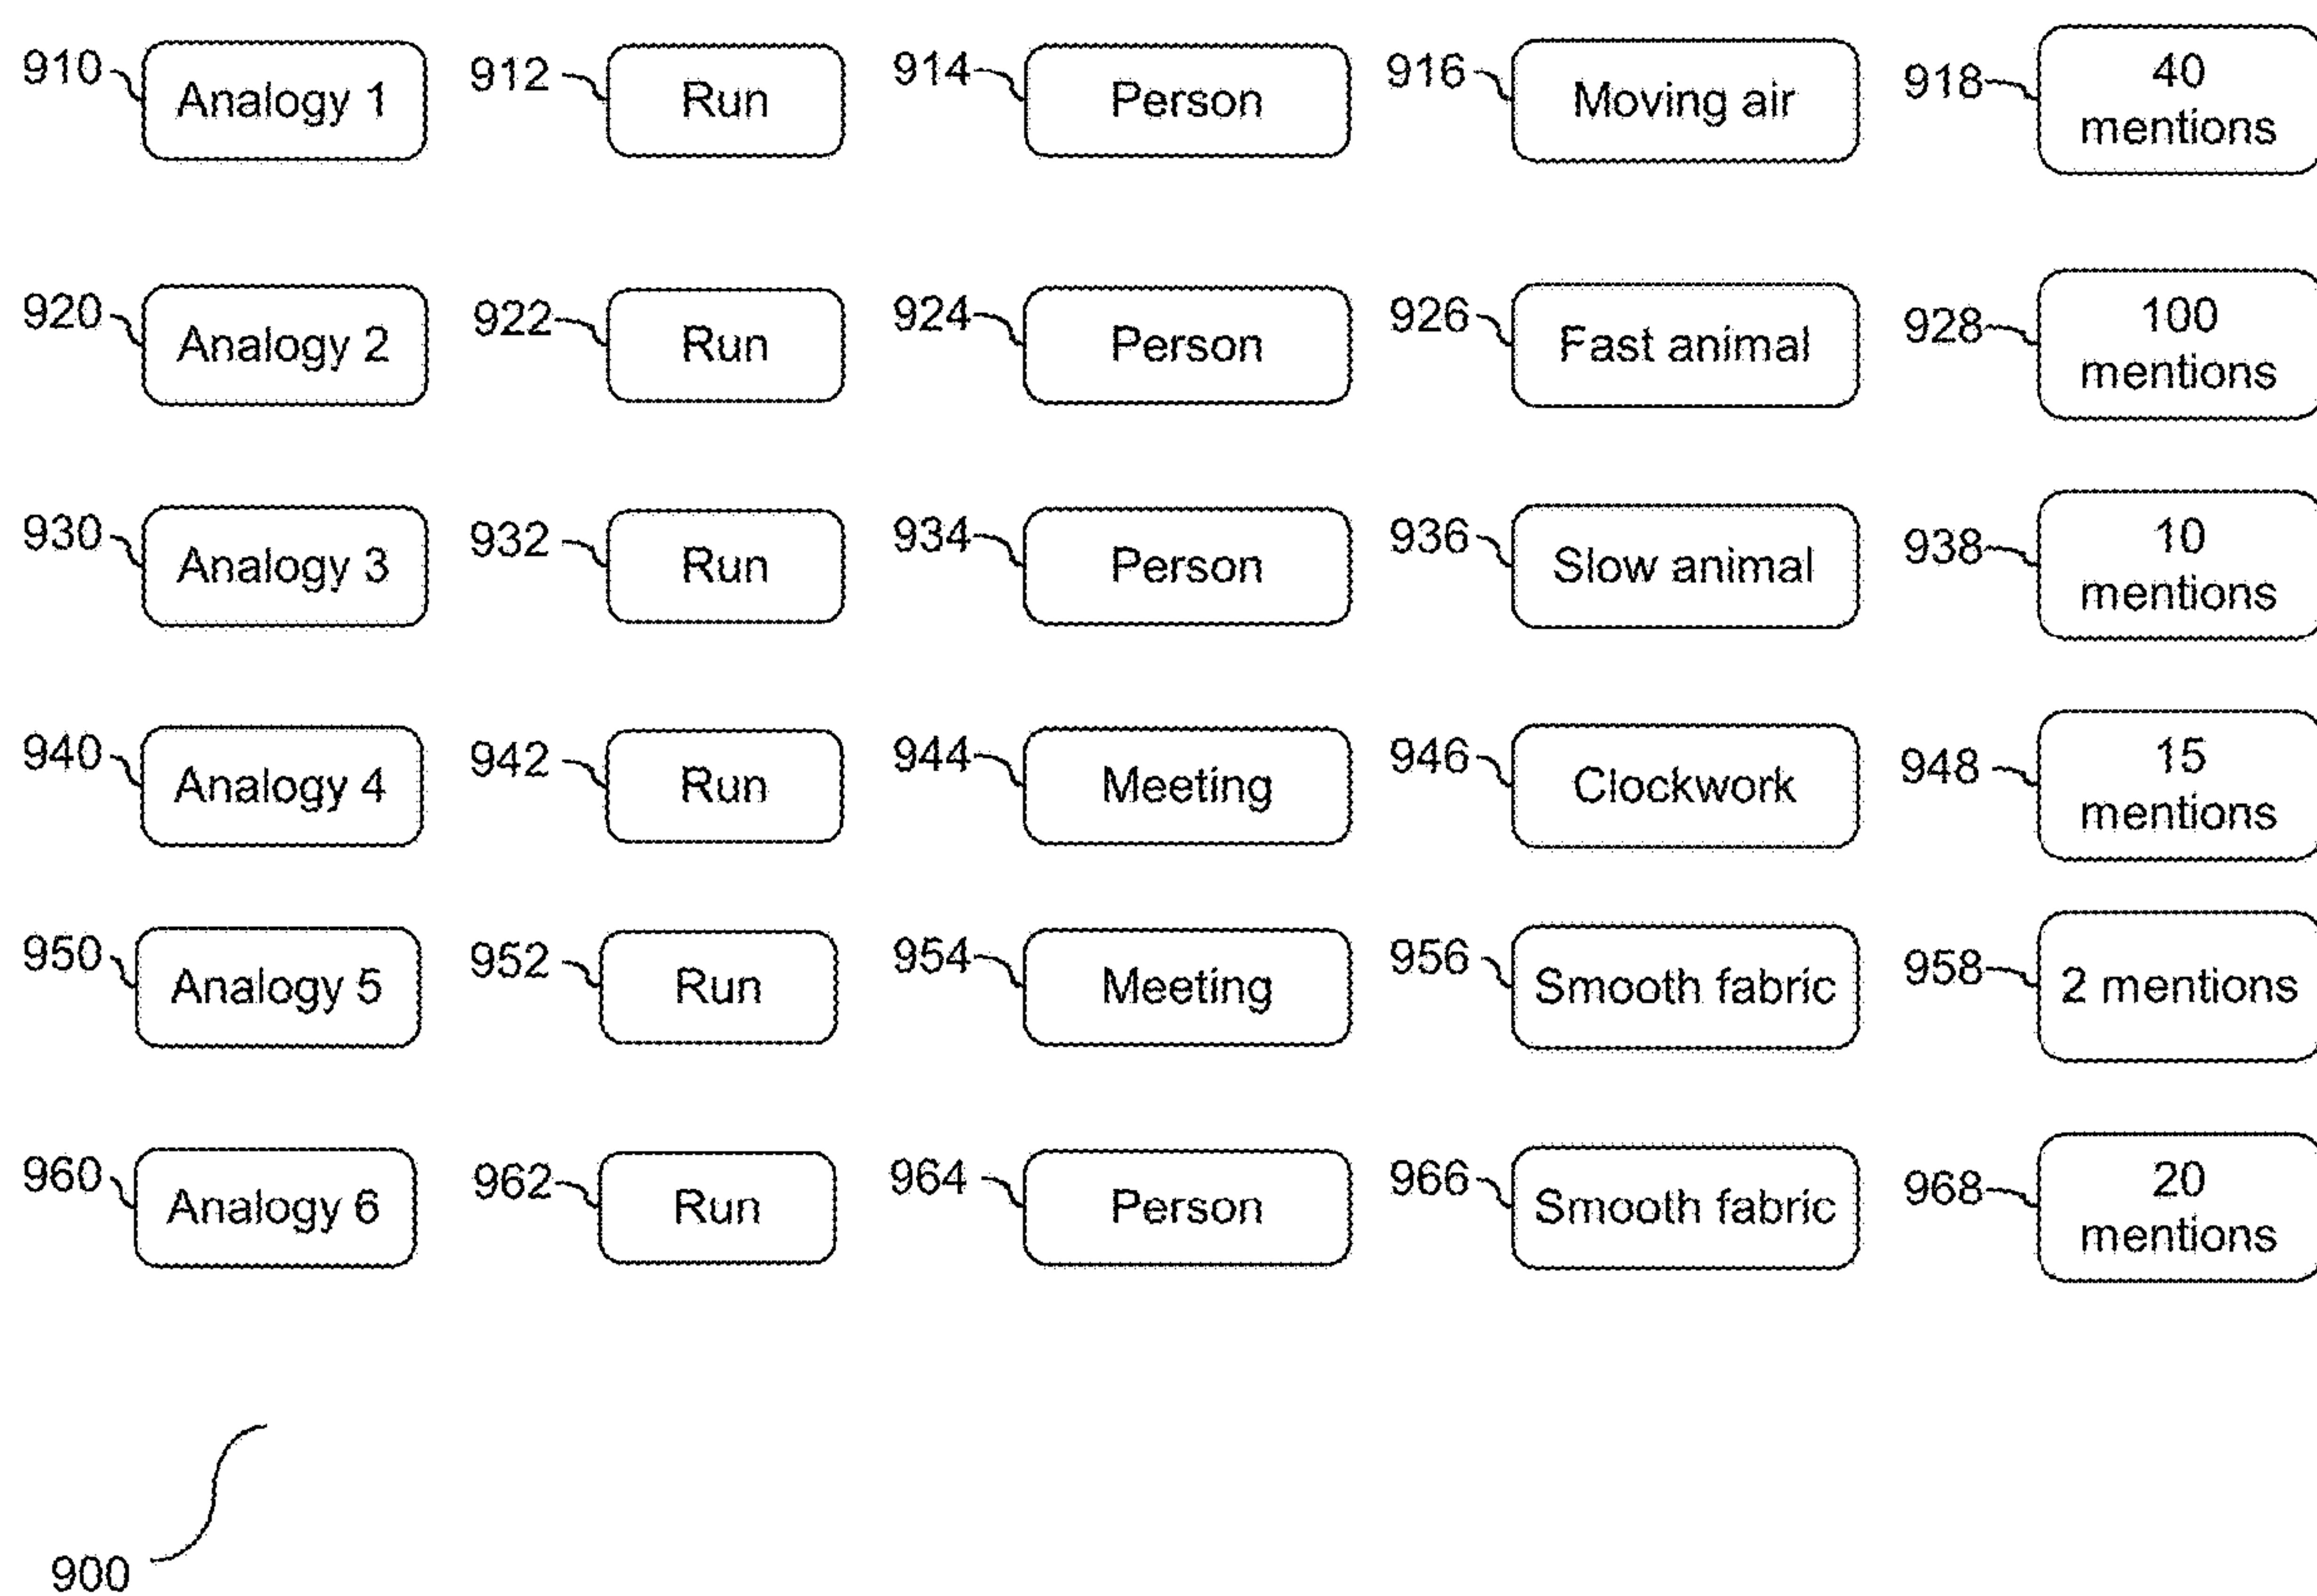 910 Analogy 1 912 Run 914 Person 916 Moving air 918 40
mentions
920 Analogy 2 922 Run 924 Person 926 Fast animal 928 100
mentions
930 Analogy 3 932 Run 934 Person 936 Slow animal 938 10
mentions
940 Analogy 4 942 Run 944 Meeting 946 Clockwork 948 15
mentions
950 Analogy 5 952 Run 954 Meeting 956 Smooth fabric 958 2 mentions
960 Analogy 6 962 Run 964 Person 966 Smooth fabric 968 20
mentions
900